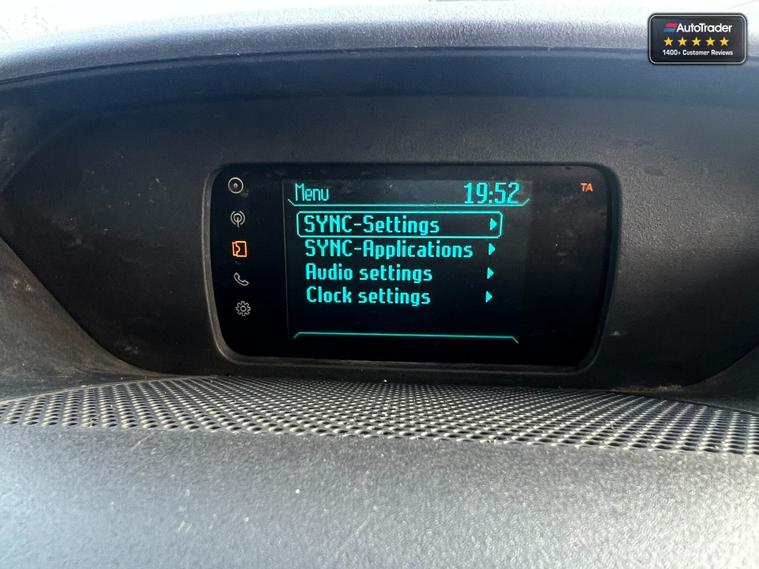 AutoTrader
1400+ Customer Reviews
Menu
19:52
TA
SYNC-Settings
SYNC-Applications
Audio settings
Clock settings